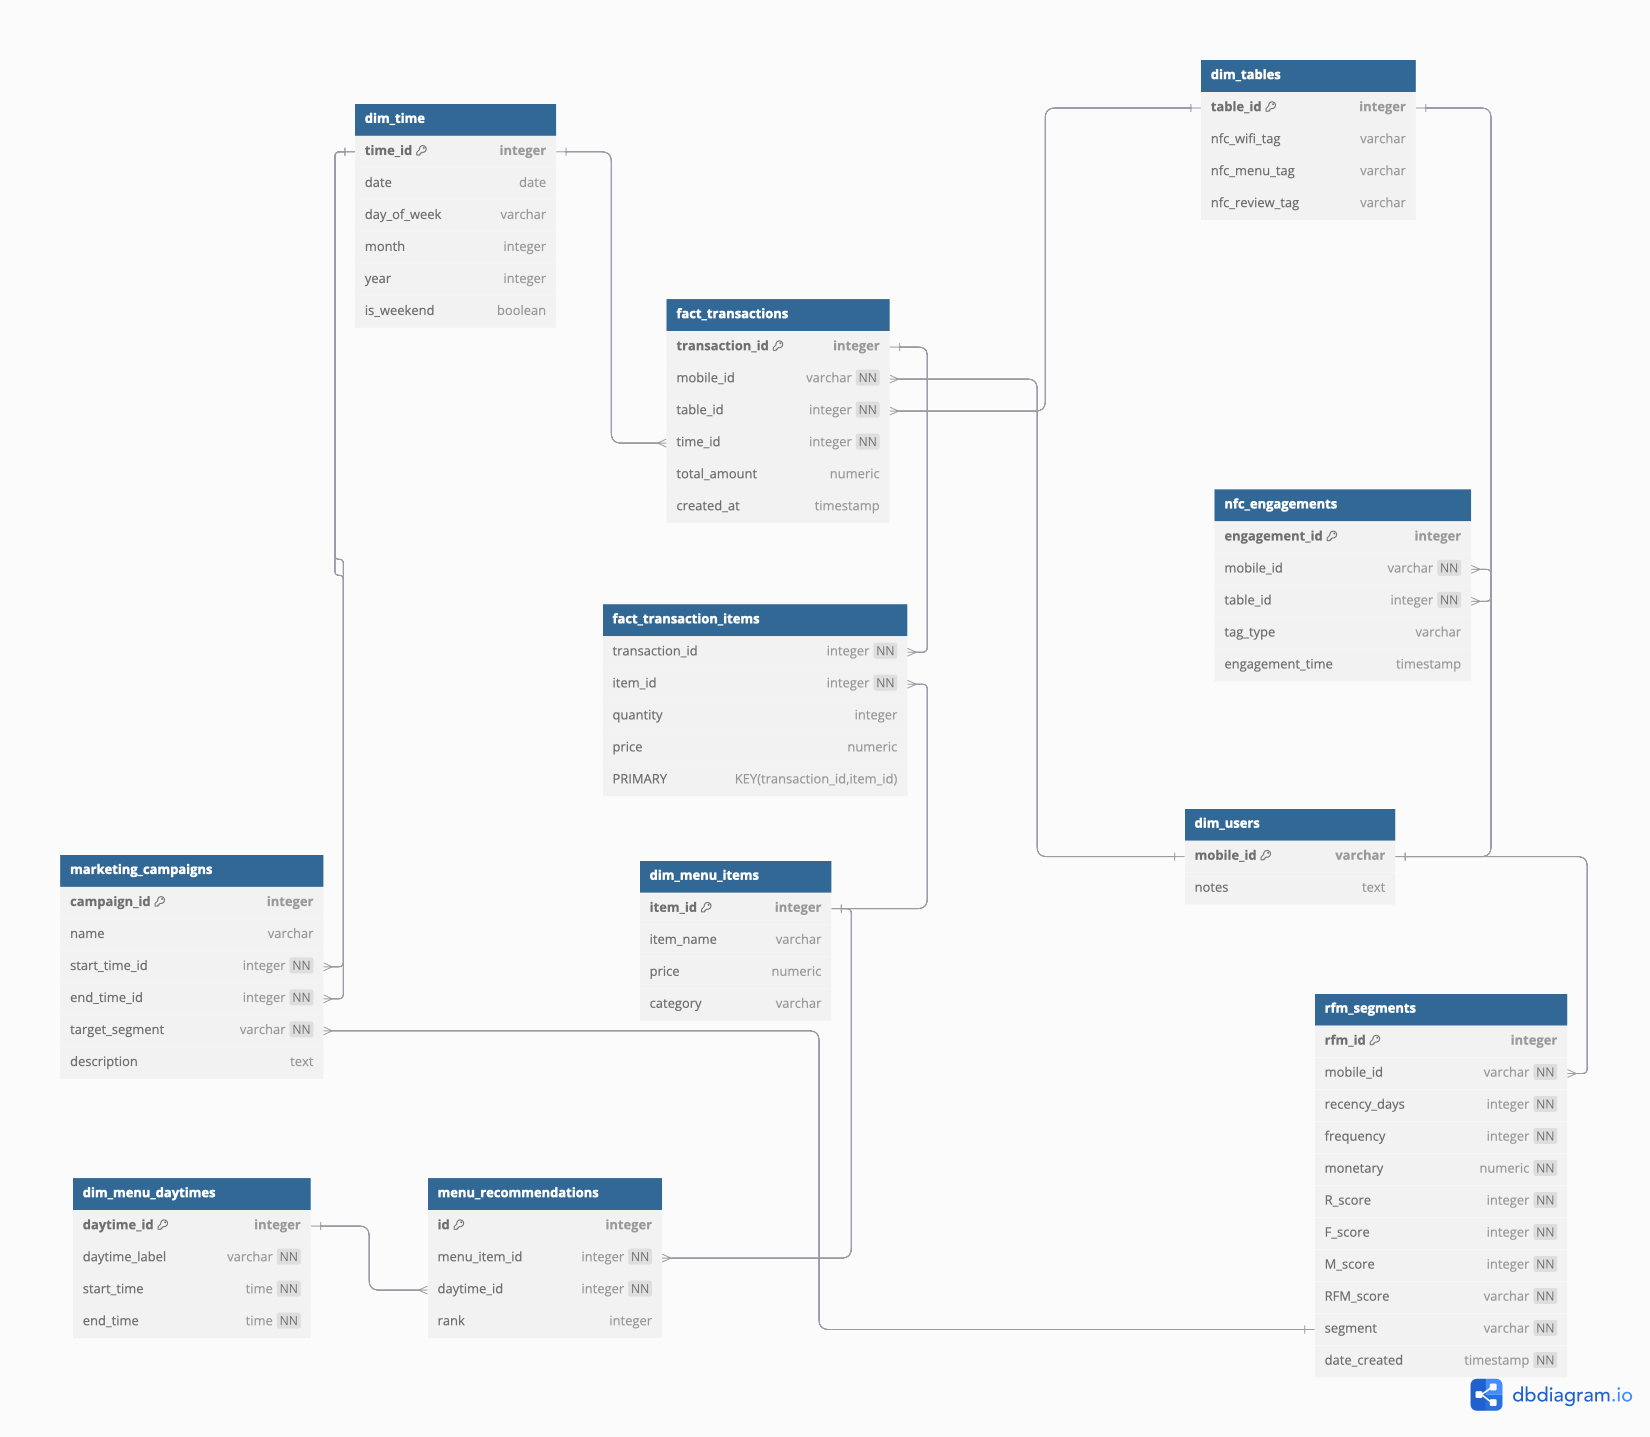 dim_time
time_id integer
date date
day_of_week varchar
month integer
year integer
is_weekend boolean
dim_tables
table_id integer
nfc_wifi_tag varchar
nfc_menu_tag varchar
nfc_review_tag varchar
fact_transactions
transaction_id integer
mobile_id varchar NN
table_id integer NN
time_id integer NN
total_amount numeric
created_at timestamp
nfc_engagements
engagement_id integer
mobile_id varchar NN
table_id integer NN
tag_type varchar
engagement_time timestamp
fact_transaction_items
transaction_id integer NN
item_id integer NN
quantity integer
price numeric
PRIMARY KEY(transaction_id,item_id)
dim_users
mobile_id varchar
notes text
marketing_campaigns
campaign_id integer
name varchar
start_time_id integer NN
end_time_id integer NN
target_segment varchar NN
description text
dim_menu_items
item_id integer
item_name varchar
price numeric
category varchar
rfm_segments
rfm_id integer
mobile_id varchar NN
recency_days integer NN
frequency integer NN
monetary numeric NN
R_score integer NN
F_score integer NN
M_score integer NN
RFM_score varchar NN
segment varchar NN
date_created timestamp NN
dim_menu_daytimes
daytime_id integer
daytime_label varchar NN
start_time time NN
end_time time NN
menu_recommendations
id integer
menu_item_id integer NN
daytime_id integer NN
rank integer
dbdiagram.io